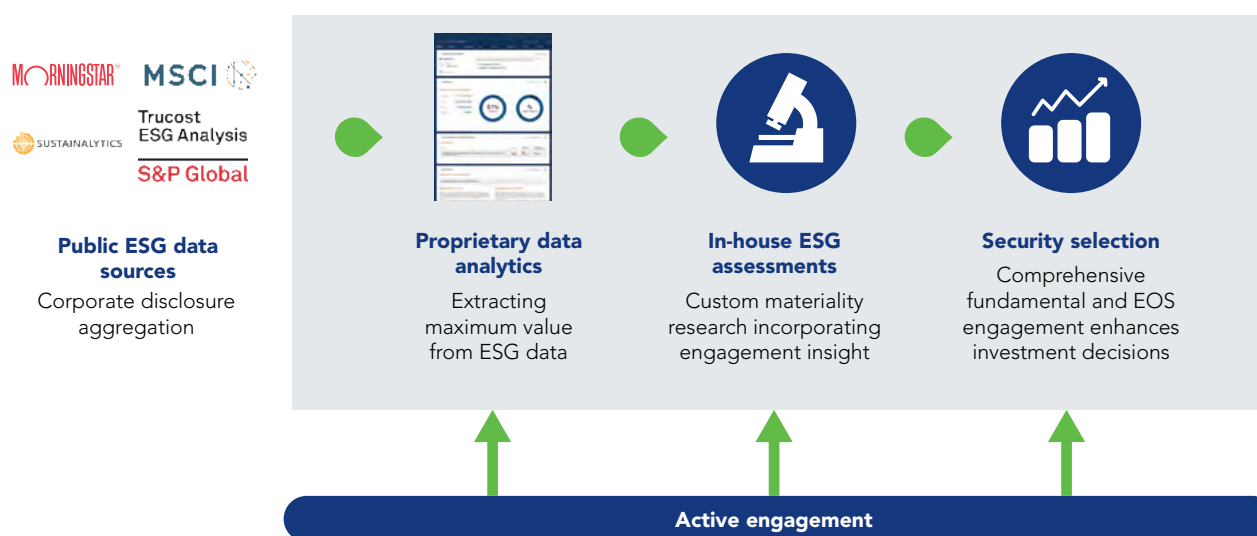 MORNINGSTAR®
MSCI
SUSTAINALYTICS
Trucost
ESG Analysis
S&P Global
Public ESG data
sources
Corporate disclosure
aggregation
Proprietary data
analytics
Extracting
maximum value
from ESG data
In-house ESG
assessments
Custom materiality
research incorporating
engagement insight
Security selection
Comprehensive
fundamental and EOS
engagement enhances
investment decisions
Active engagement